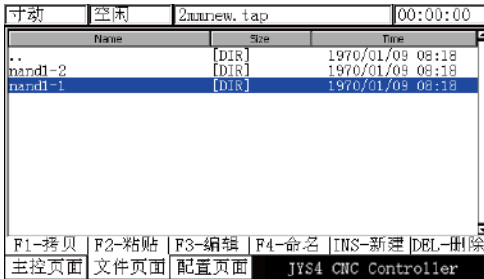 寸动 空闲 2mmnew.tap 00:00:00
Name Size Time
.. [DIR] 1970/01/09 08:18
nand1-2 [DIR] 1970/01/09 08:18
nand1-1 [DIR] 1970/01/09 08:18
F1-拷贝 F2-粘贴 F3-编辑 F4-命名 INS-新建 DEL-删除
主控页面 文件页面 配置页面 JYS4 CNC Controller